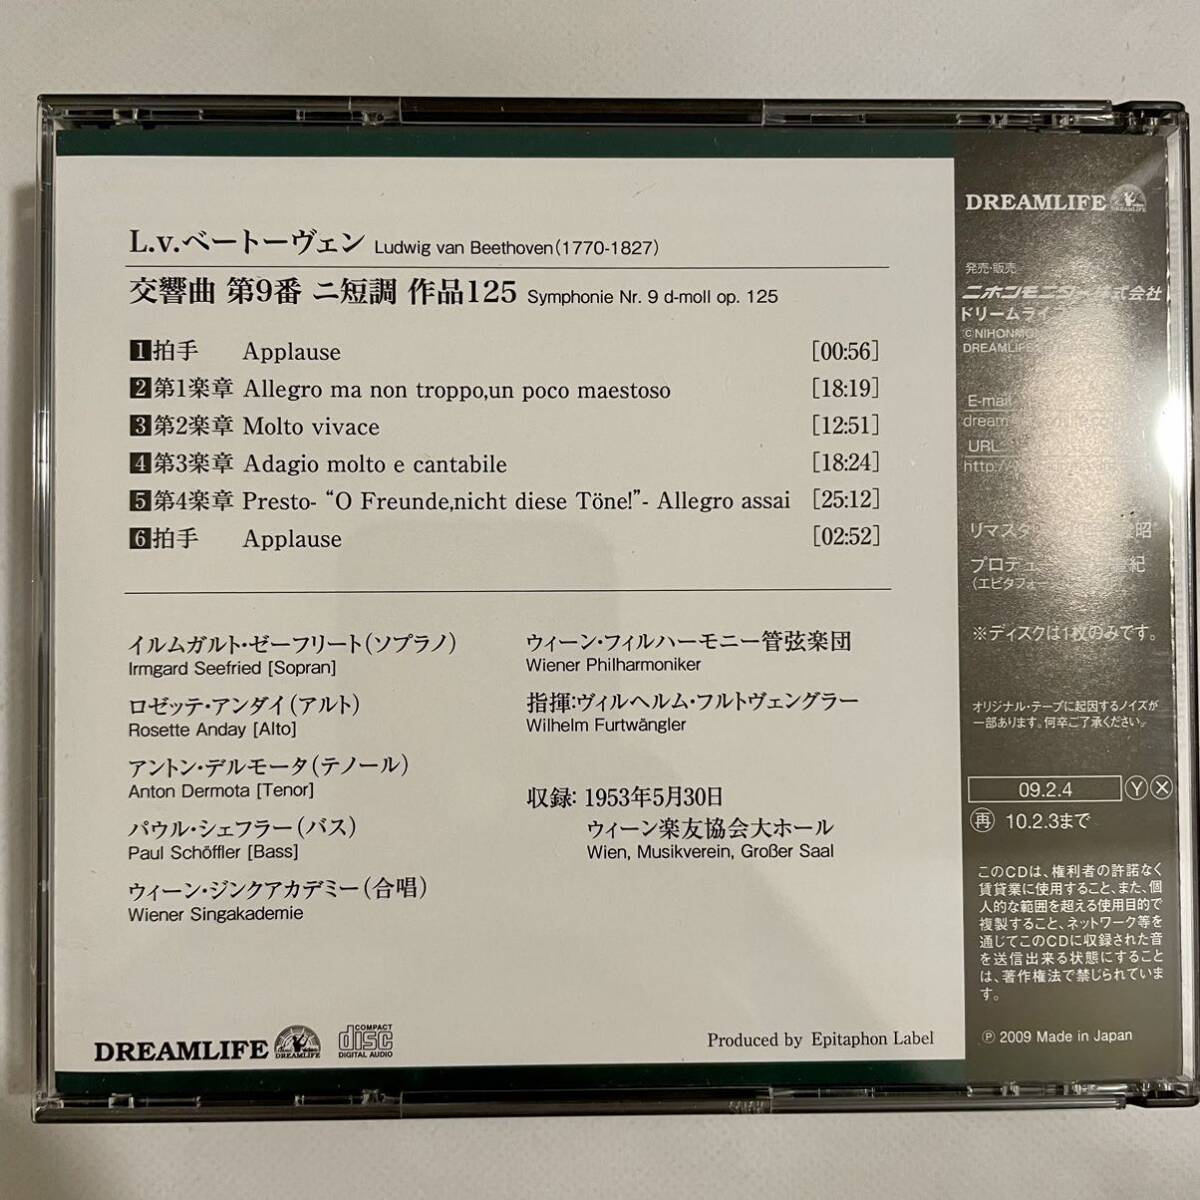 L.v.ベートーヴェン Ludwig van Beethoven(1770-1827)
交響曲 第9番 ニ短調 作品125 Symphonie Nr. 9 d-moll op. 125
1 拍手 Applause [00:56]
2 第1楽章 Allegro ma non troppo,un poco maestoso [18:19]
3 第2楽章 Molto vivace [12:51]
4 第3楽章 Adagio molto e cantabile [18:24]
5 第4楽章 Presto- “O Freunde,nicht diese Töne!”- Allegro assai [25:12]
6 拍手 Applause [02:52]
イルムガルト・ゼーフリート(ソプラノ)
Irmgard Seefried [Sopran]
ロゼッテ・アンダイ(アルト)
Rosette Anday [Alto]
アントン・デルモータ(テノール)
Anton Dermota [Tenor]
パウル・シェフラー(バス)
Paul Schöffler [Bass]
ウィーン・ジンクアカデミー(合唱)
Wiener Singakademie
ウィーン・フィルハーモニー管弦楽団
Wiener Philharmoniker
指揮:ヴィルヘルム・フルトヴェングラー
Wilhelm Furtwängler
収録: 1953年5月30日
ウィーン楽友協会大ホール
Wien, Musikverein, Großer Saal
DREAMLIFE DREAMLIFE COMPACT disc DIGITAL AUDIO
Produced by Epitaphon Label
DREAMLIFE DREAMLIFE
発売・販売
ニホンモニター株式会社
ドリームライフ
E-mail
URL
※ディスクは1枚のみです。
オリジナル・テープに起因するノイズが
一部あります。何卒ご了承ください。
09.2.4 Ⓨ Ⓧ
再 10.2.3まで
このCDは、権利者の許諾なく
賃貸業に使用すること、また、個
人的な範囲を超える使用目的で
複製すること、ネットワーク等を
通じてこのCDに収録された音
を送信出来る状態にすること
は、著作権法で禁じられていま
す。
Ⓟ 2009 Made in Japan